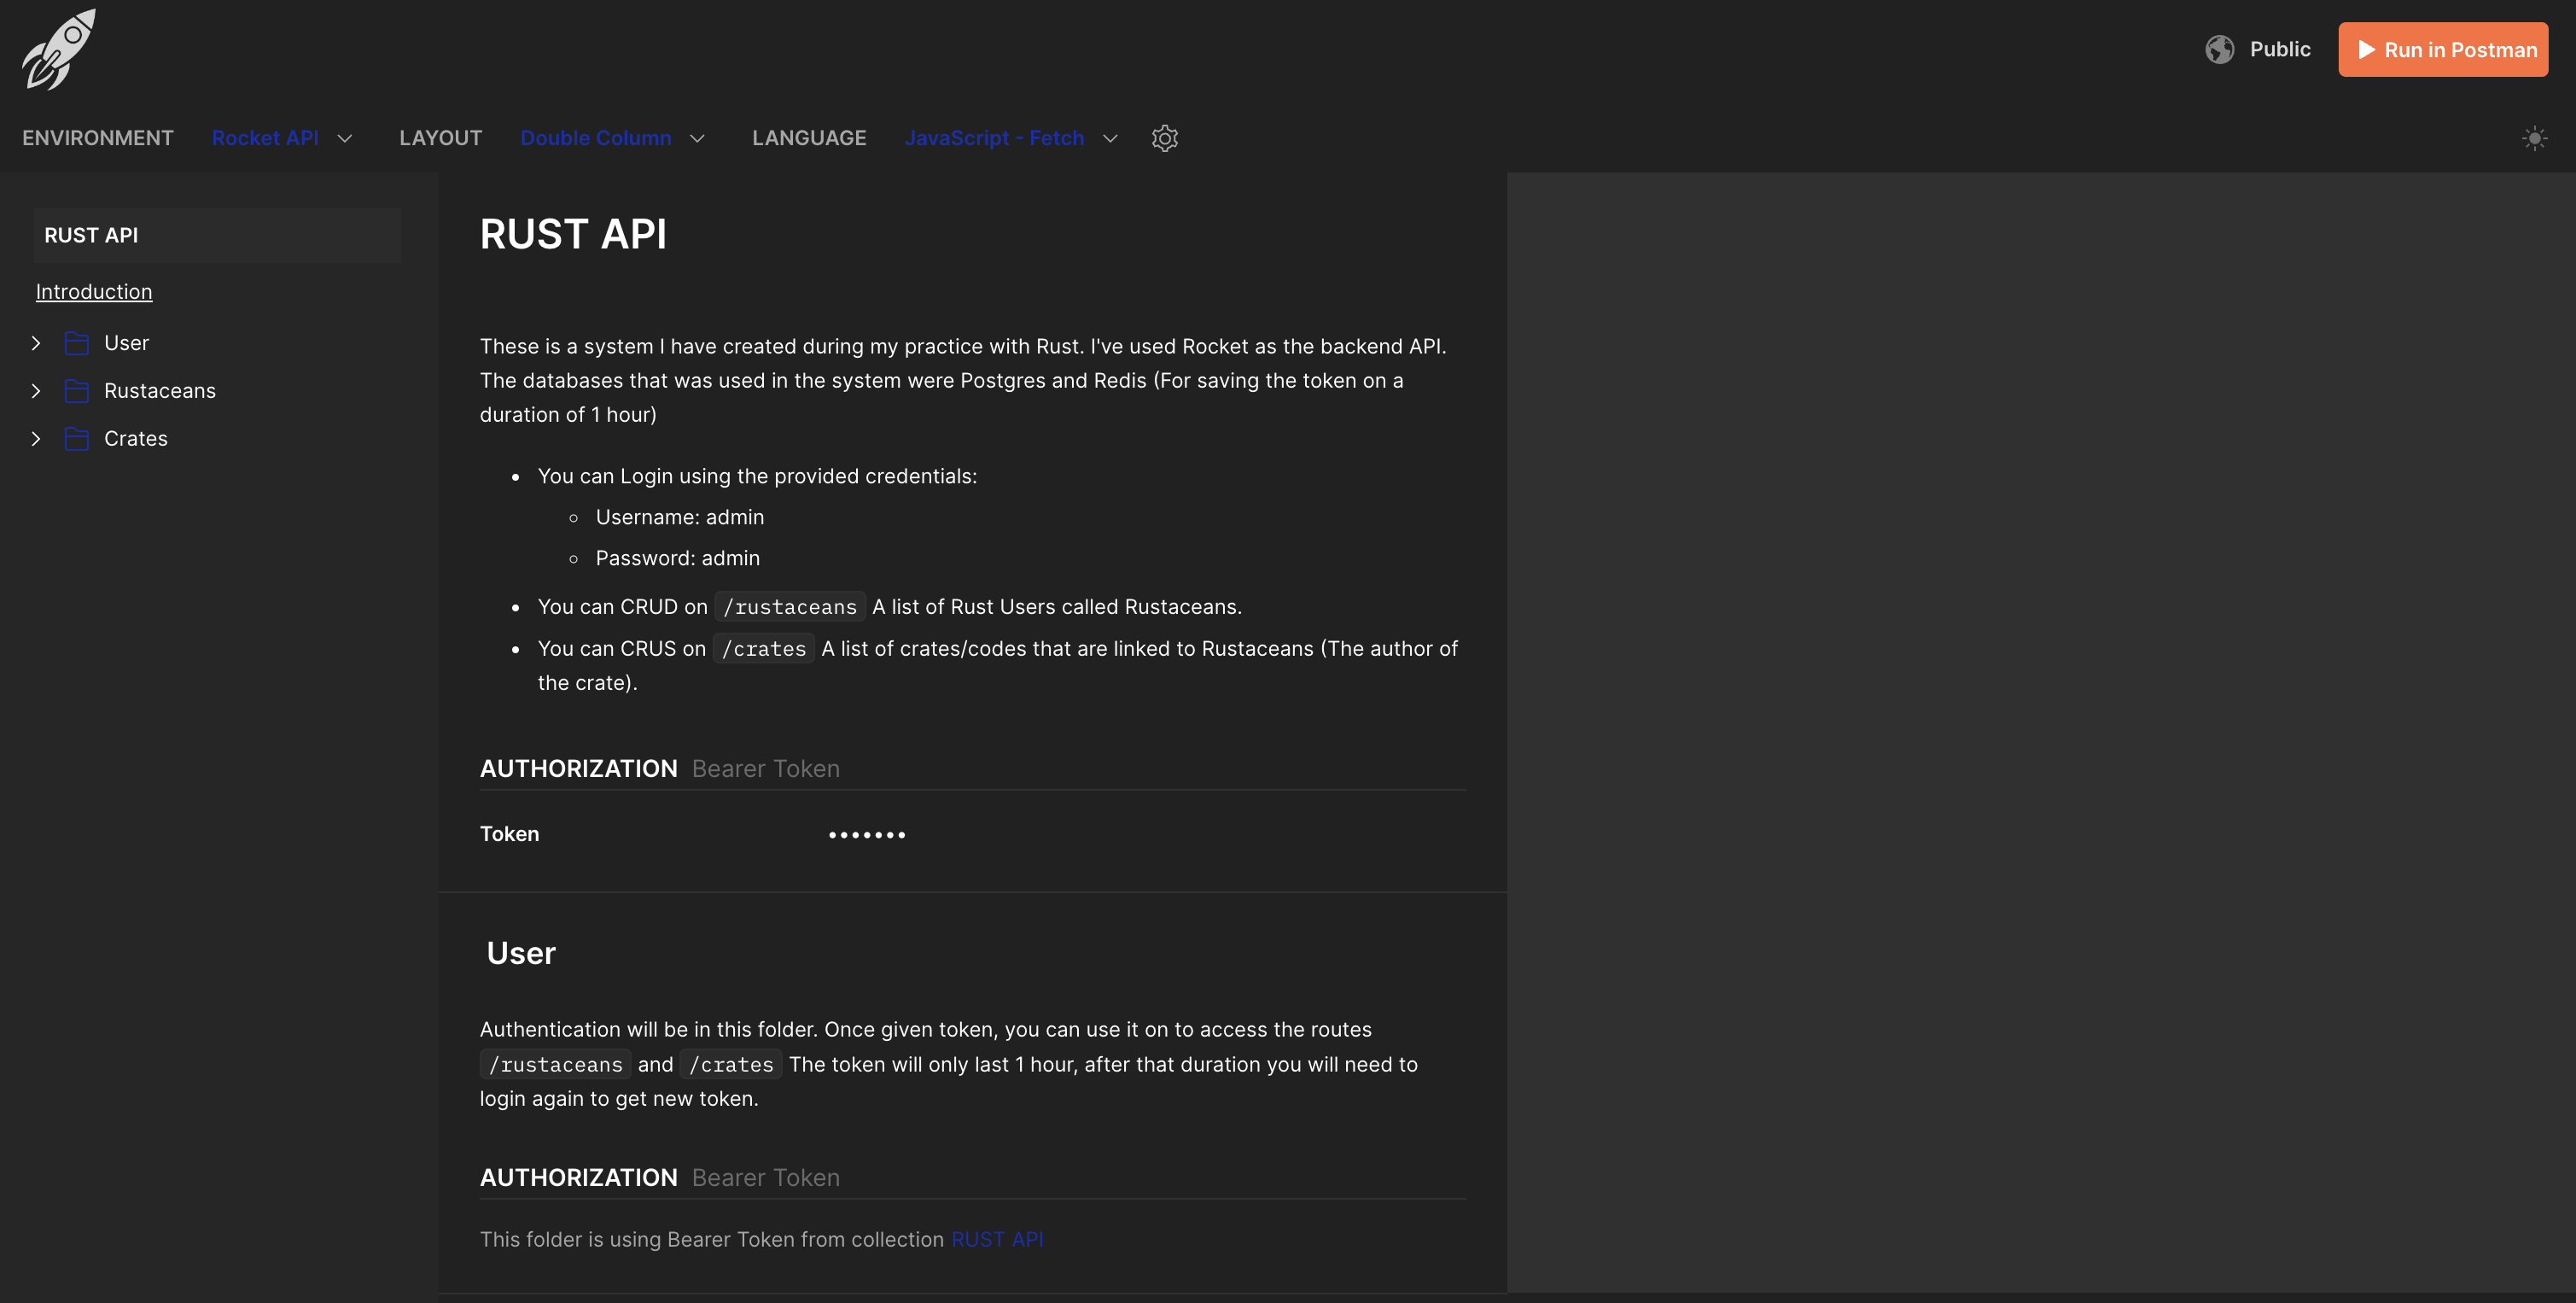 Public
Run in Postman
ENVIRONMENT Rocket API LAYOUT Double Column LANGUAGE JavaScript - Fetch
RUST API
Introduction
User
Rustaceans
Crates
RUST API
These is a system I have created during my practice with Rust. I've used Rocket as the backend API.
The databases that was used in the system were Postgres and Redis (For saving the token on a
duration of 1 hour)
You can Login using the provided credentials:
Username: admin
Password: admin
You can CRUD on /rustaceans A list of Rust Users called Rustaceans.
You can CRUS on /crates A list of crates/codes that are linked to Rustaceans (The author of
the crate).
AUTHORIZATION Bearer Token
Token •••••••
User
Authentication will be in this folder. Once given token, you can use it on to access the routes
/rustaceans and /crates The token will only last 1 hour, after that duration you will need to
login again to get new token.
AUTHORIZATION Bearer Token
This folder is using Bearer Token from collection RUST API